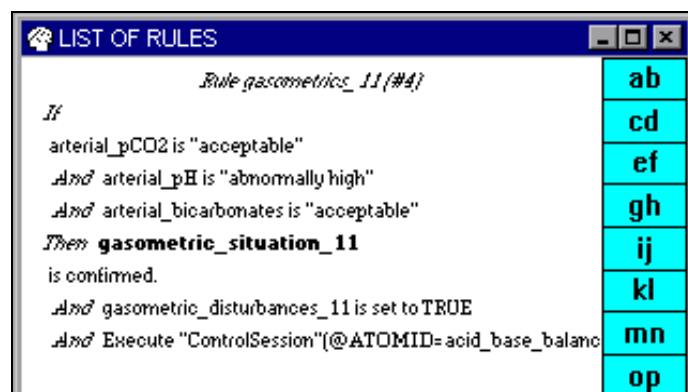 LIST OF RULES
Rule gasometrics_11(#4)
If
arterial_pCO2 is "acceptable"
And arterial_pH is "abnormally high"
And arterial_bicarbonates is "acceptable"
Then gasometric_situation_11
is confirmed.
And gasometric_disturbances_11 is set to TRUE
And Execute "ControlSession"(@ATOMID=acid_base_balanc
ab
cd
ef
gh
ij
kl
mn
op